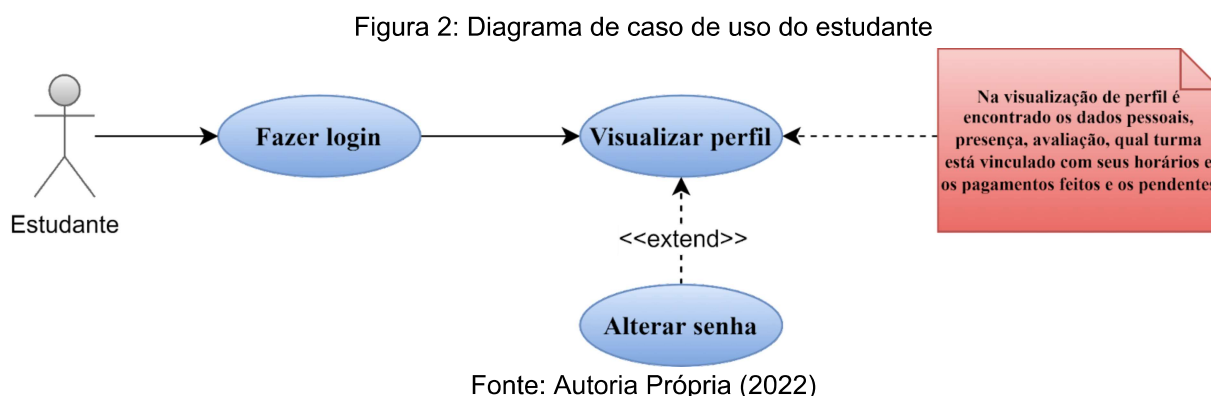 Figura 2: Diagrama de caso de uso do estudante
Estudante
Fazer login
Visualizar perfil
Na visualização de perfil é
encontrado os dados pessoais,
presença, avaliação, qual turma
está vinculado com seus horários e
os pagamentos feitos e os pendentes
<<extend>>
Alterar senha
Fonte: Autoria Própria (2022)